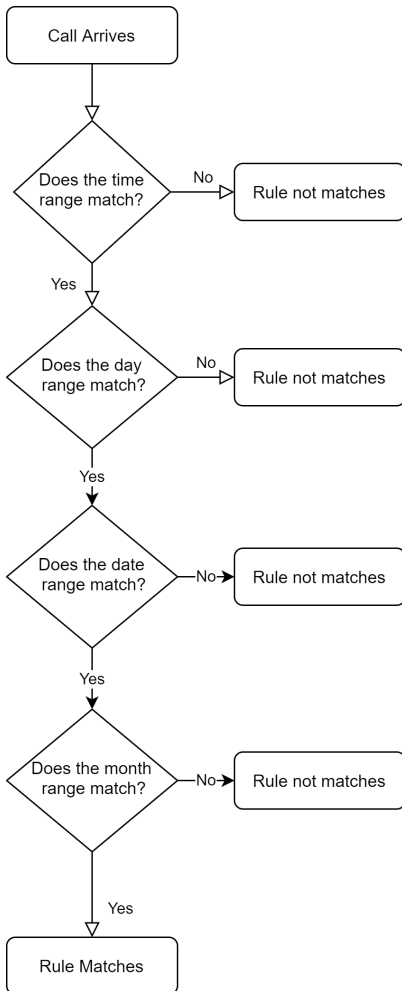 Call Arrives
Does the time
range match?
No
Rule not matches
Yes
Does the day
range match?
No
Rule not matches
Yes
Does the date
range match?
No
Rule not matches
Yes
Does the month
range match?
No
Rule not matches
Yes
Rule Matches